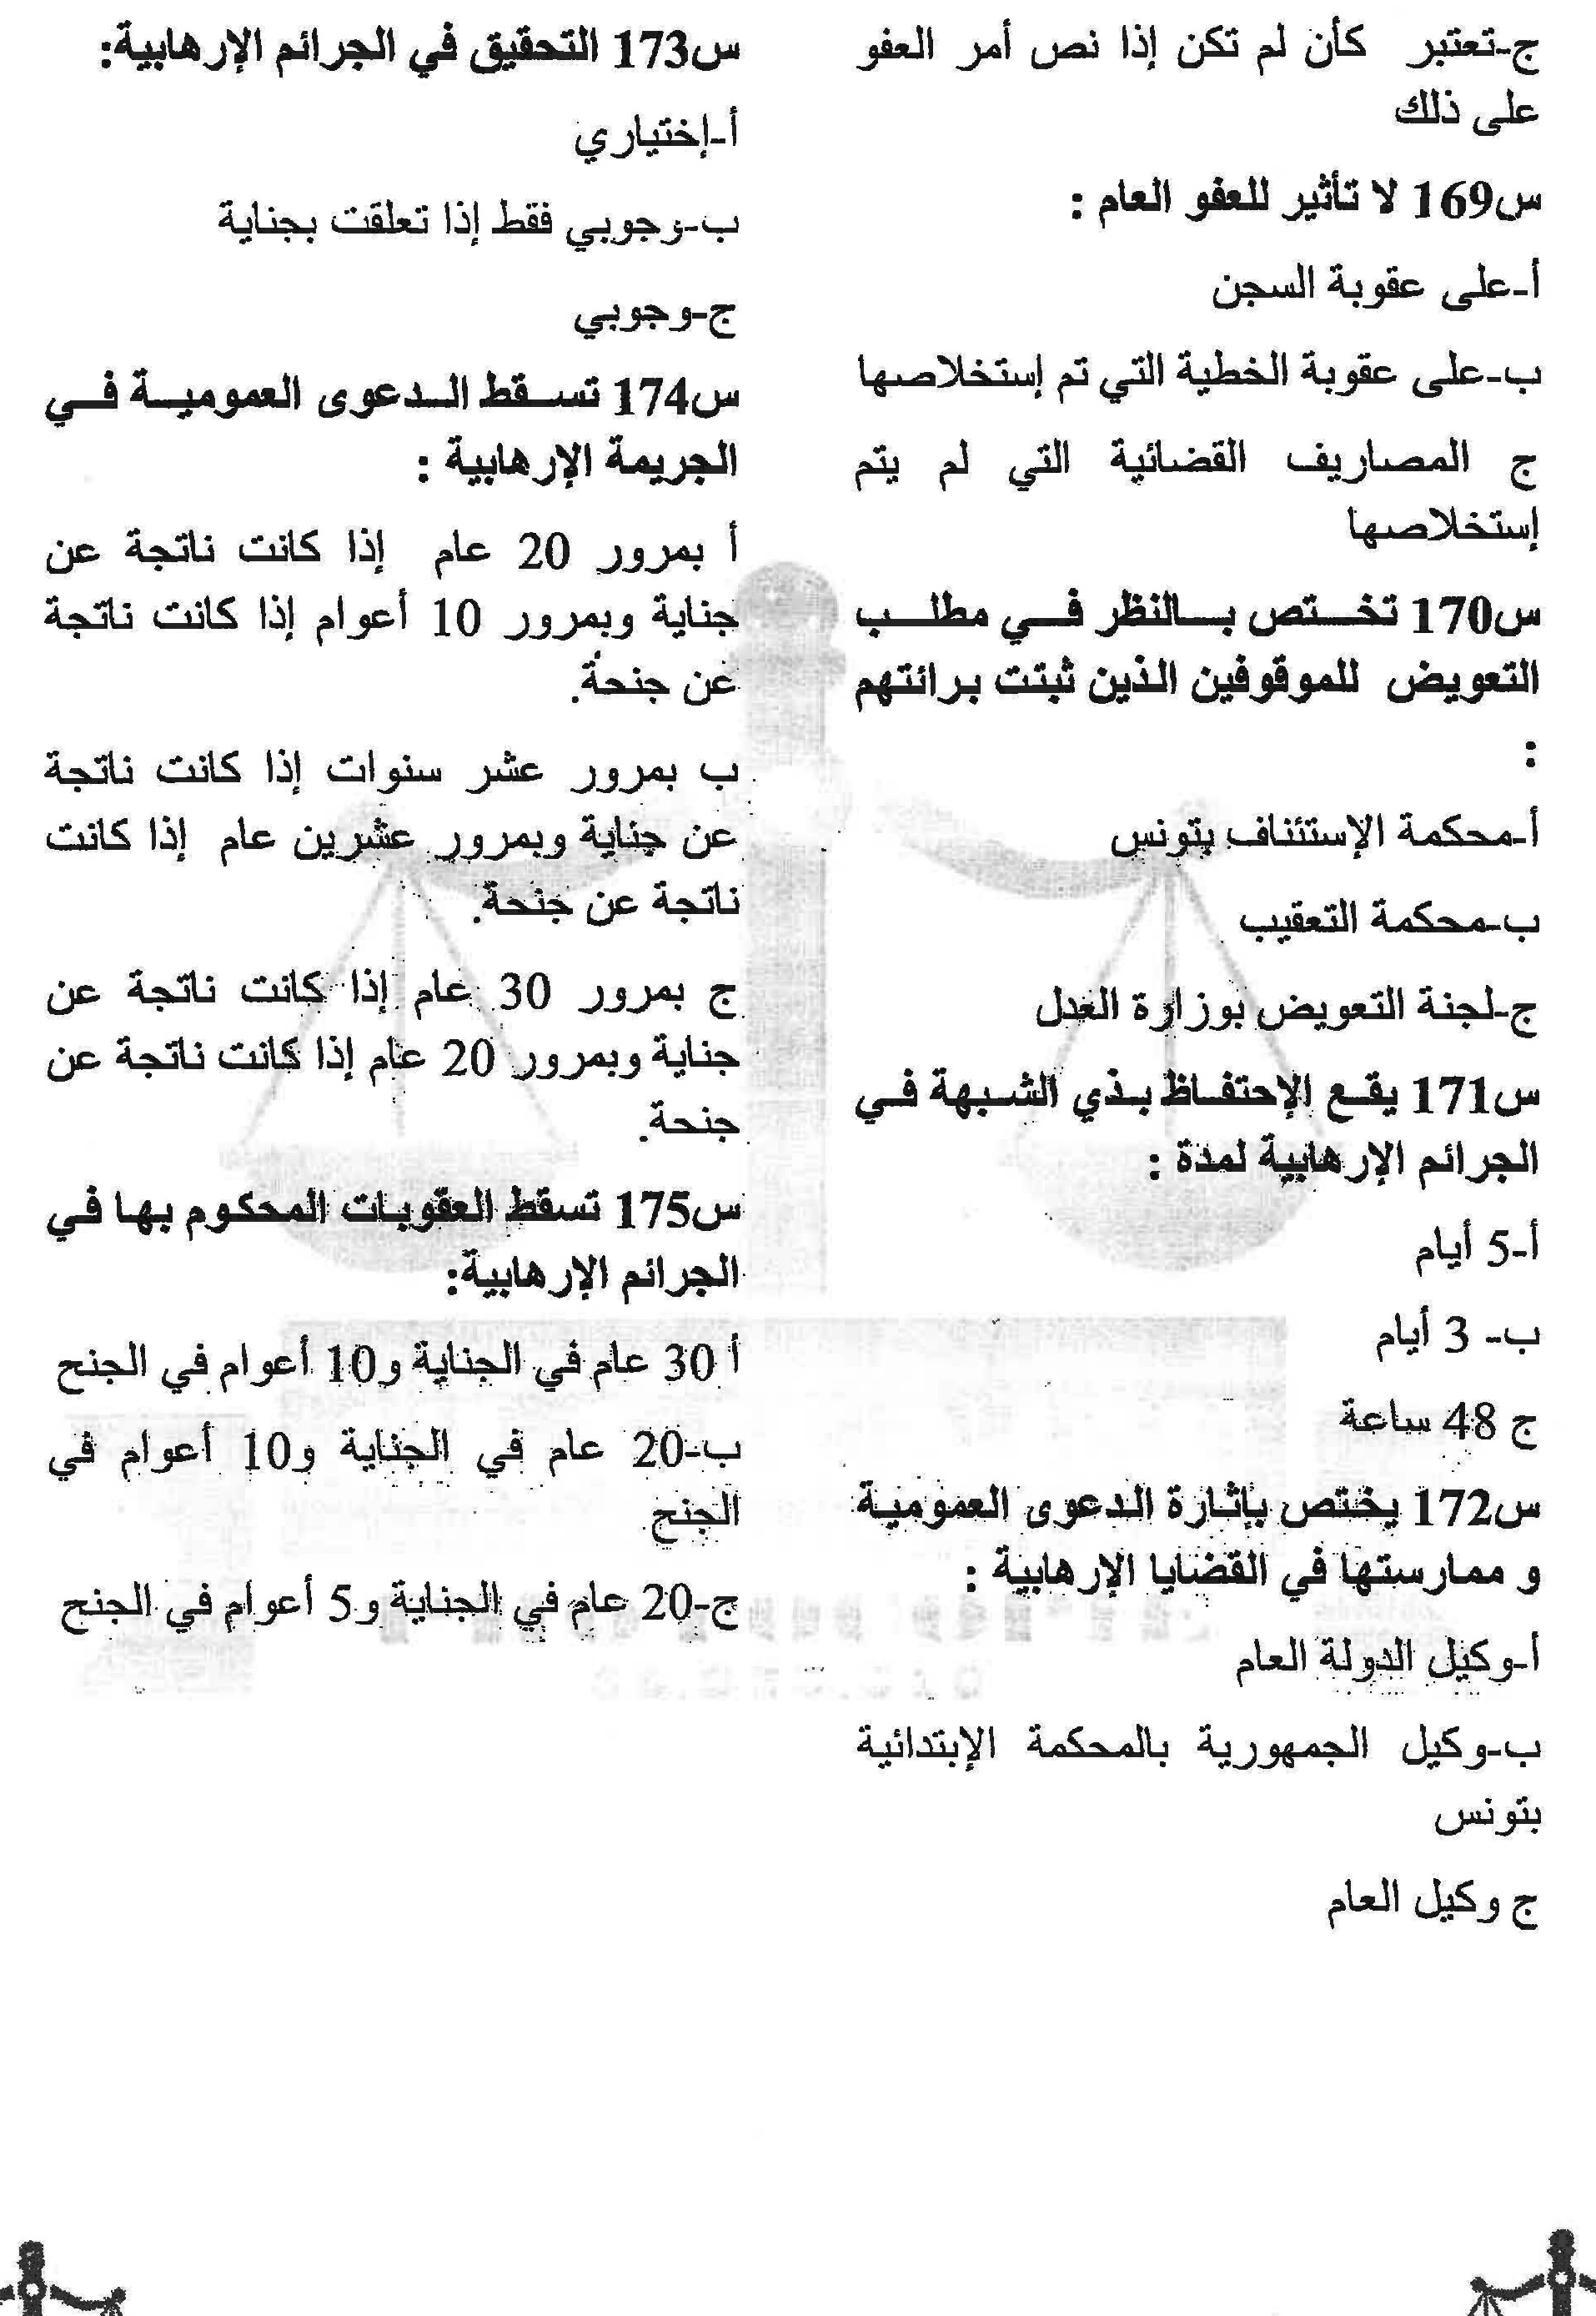 ج-تعتبر كأن لم تكن إذا نص أمر العفو
على ذلك
س169 لا تأثير للعفو العام :
أ-على عقوبة السجن
ب-على عقوبة الخطية التي تم إستخلاصها
ج المصاريف القضائية التي لم يتم
إستخلاصها
س170 تختص بالنظر في مطلب
التعويض للموقوفين الذين ثبتت برائتهم
:
أ-محكمة الإستئناف بتونس
ب-محكمة التعقيب
ج-لجنة التعويض بوزارة العدل
س171 يقع الإحتفاظ بذي الشبهة في
الجرائم الإرهابية لمدة :
أ-5 أيام
ب- 3 أيام
ج 48 ساعة
س172 يختص بإثارة الدعوى العمومية
و ممارستها في القضايا الإرهابية :
أ-وكيل الدولة العام
ب-وكيل الجمهورية بالمحكمة الإبتدائية
بتونس
ج وكيل العام
س173 التحقيق في الجرائم الإرهابية:
أ-إختياري
ب-وجوبي فقط إذا تعلقت بجناية
ج-وجوبي
س174 تسقط الدعوى العمومية في
الجريمة الإرهابية :
أ بمرور 20 عام إذا كانت ناتجة عن
جناية وبمرور 10 أعوام إذا كانت ناتجة
عن جنحة.
ب بمرور عشر سنوات إذا كانت ناتجة
عن جناية وبمرور عشرين عام إذا كانت
ناتجة عن جنحة.
ج بمرور 30 عام إذا كانت ناتجة عن
جناية وبمرور 20 عام إذا كانت ناتجة عن
جنحة.
س175 تسقط العقوبات المحكوم بها في
الجرائم الإرهابية:
أ 30 عام في الجناية و10 أعوام في الجنح
ب-20 عام في الجناية و10 أعوام في
الجنح
ج-20 عام في الجناية و5 أعوام في الجنح